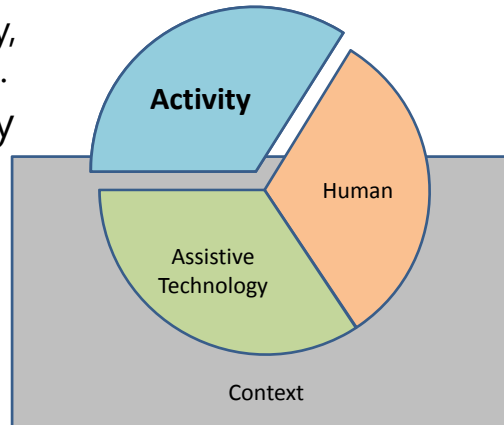 y,
.
y
Activity
Human
Assistive
Technology
Context